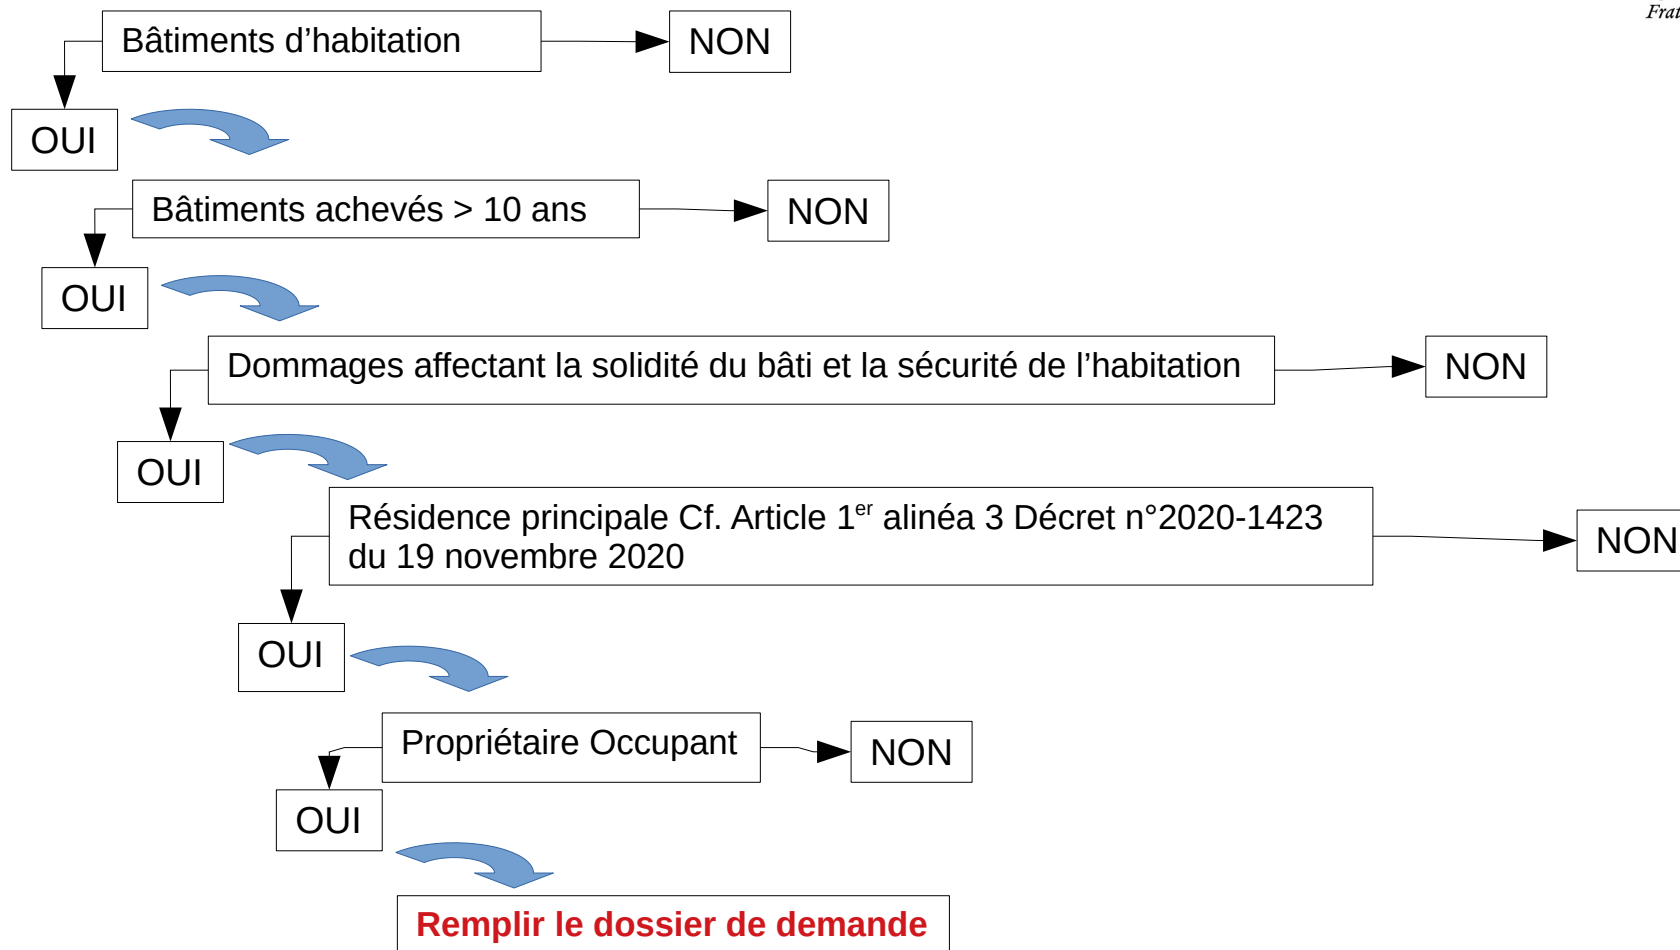 Bâtiments d’habitation
NON
OUI
Bâtiments achevés > 10 ans
NON
OUI
Dommages affectant la solidité du bâti et la sécurité de l’habitation
NON
OUI
Résidence principale Cf. Article 1er alinéa 3 Décret n°2020-1423
du 19 novembre 2020
NON
OUI
Propriétaire Occupant
NON
OUI
Remplir le dossier de demande